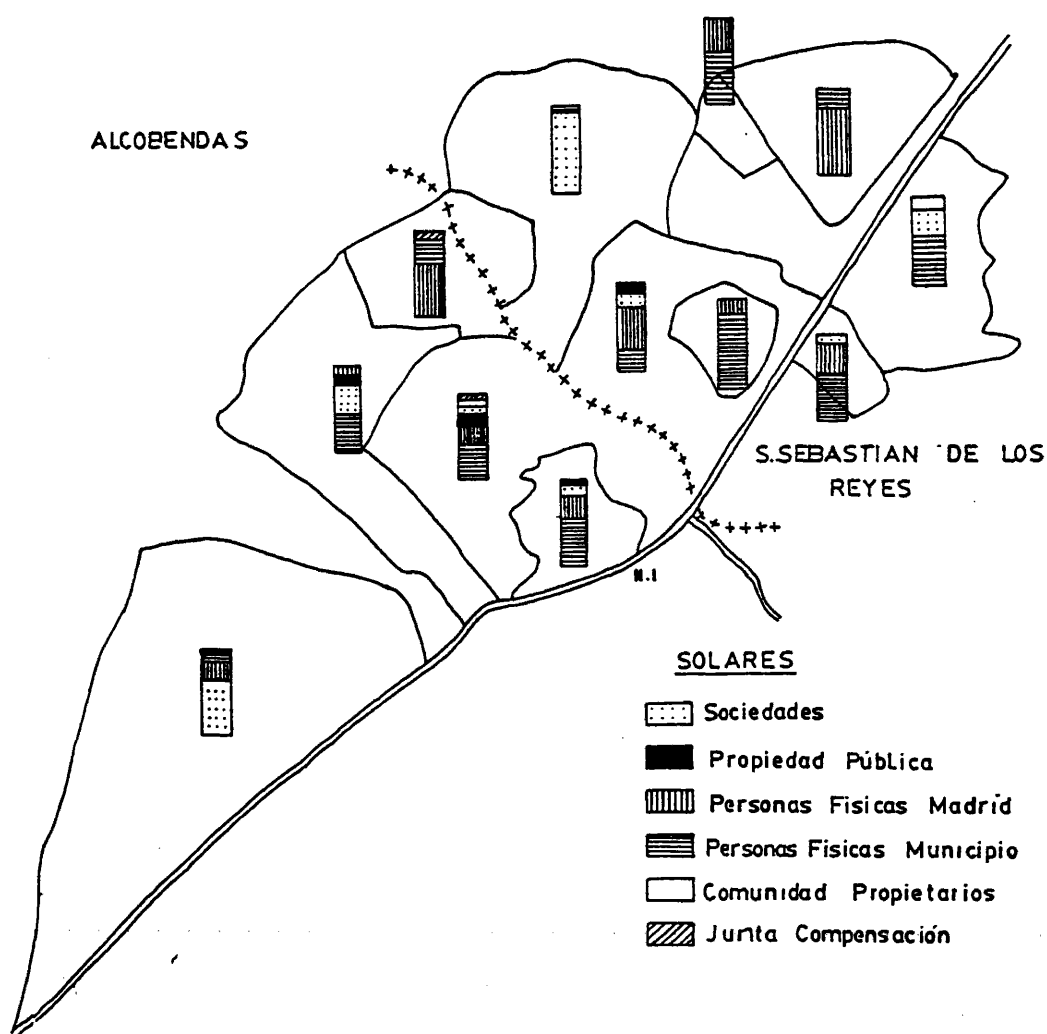 ALCOBENDAS
S.SEBASTIAN DE LOS
REYES
N.I
SOLARES
Sociedades
Propiedad Pública
Personas Fisicas Madrid
Personas Fisicas Municipio
Comunidad Propietarios
Junta Compensación